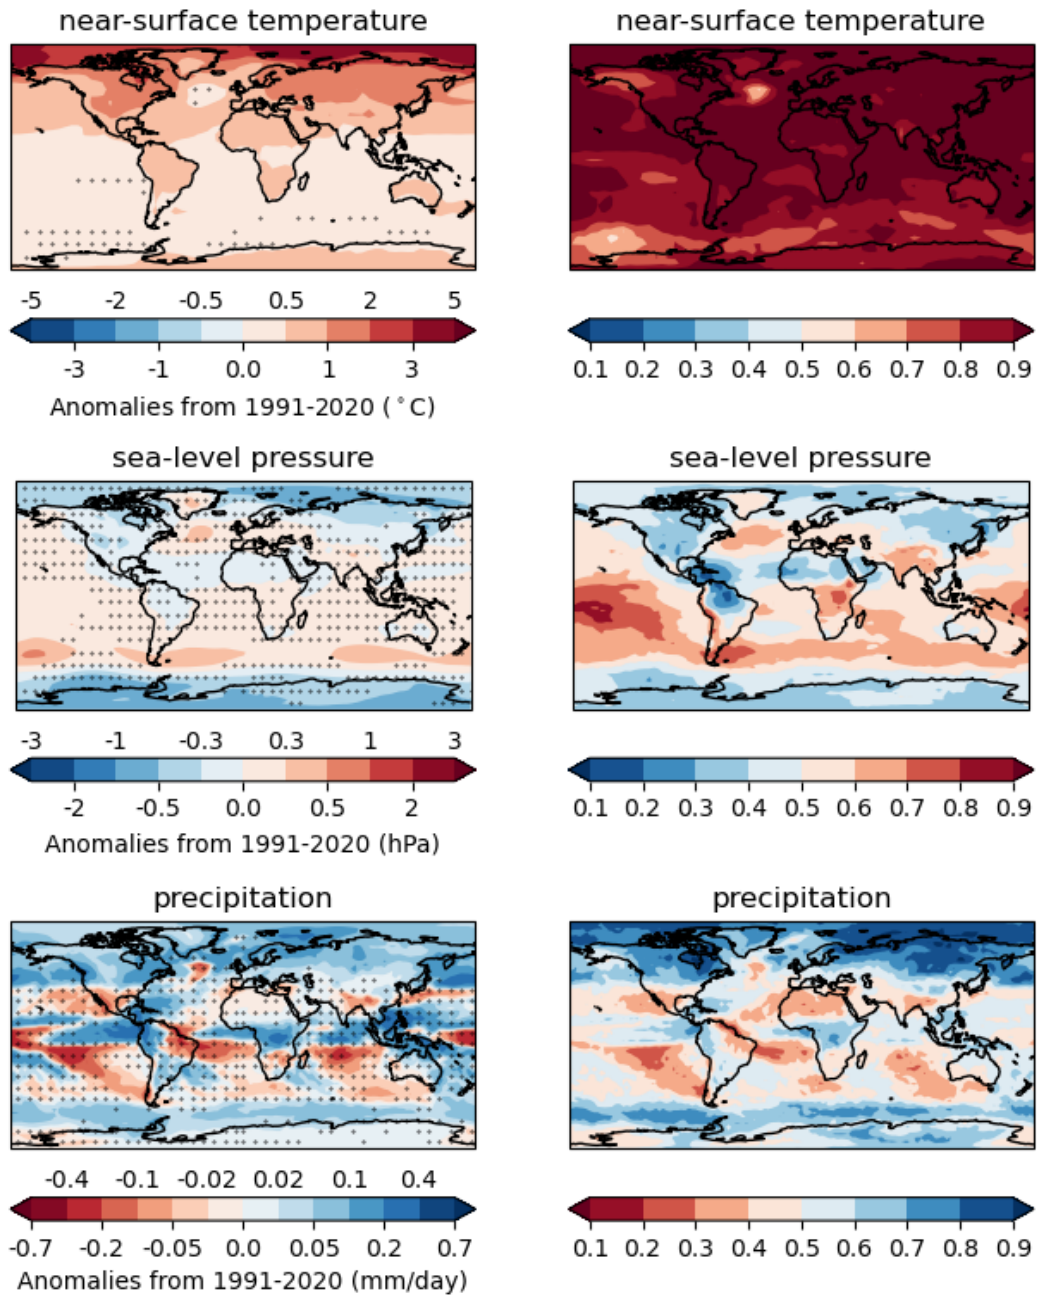 near-surface temperature near-surface temperature
-5 -2 -0.5 0.5 2 5
-3 -1 0.0 1 3 0.1 0.2 0.3 0.4 0.5 0.6 0.7 0.8 0.9
Anomalies from 1991-2020 (°C)
sea-level pressure sea-level pressure
-3 -1 -0.3 0.3 1 3
-2 -0.5 0.0 0.5 2 0.1 0.2 0.3 0.4 0.5 0.6 0.7 0.8 0.9
Anomalies from 1991-2020 (hPa)
precipitation precipitation
-0.4 -0.1 -0.02 0.02 0.1 0.4
-0.7 -0.2 -0.05 0.0 0.05 0.2 0.7 0.1 0.2 0.3 0.4 0.5 0.6 0.7 0.8 0.9
Anomalies from 1991-2020 (mm/day)